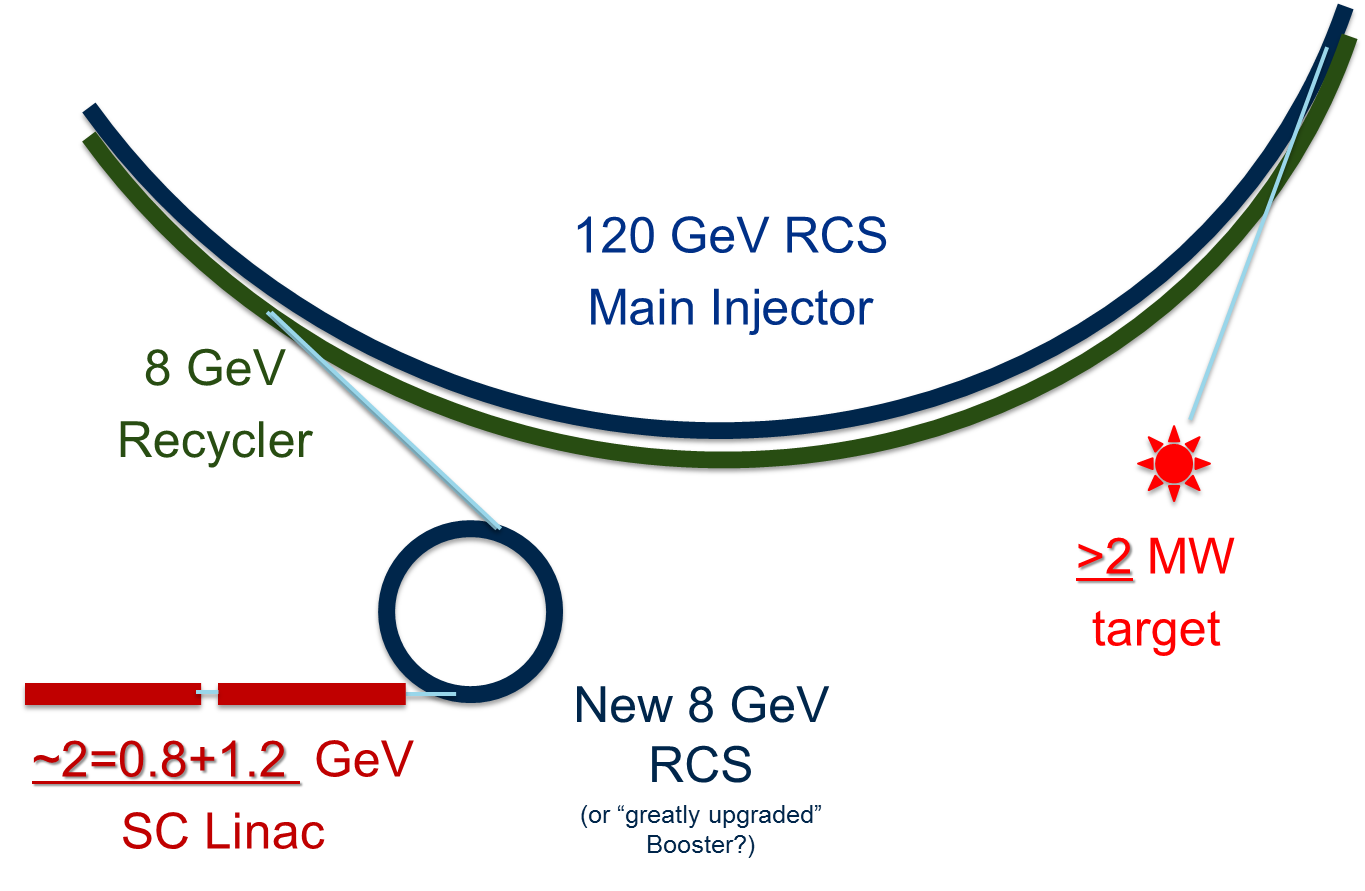 120 GeV RCS
Main Injector
8 GeV
Recycler
>2 MW
target
New 8 GeV
RCS
(or “greatly upgraded”
Booster?)
~2=0.8+1.2 GeV
SC Linac